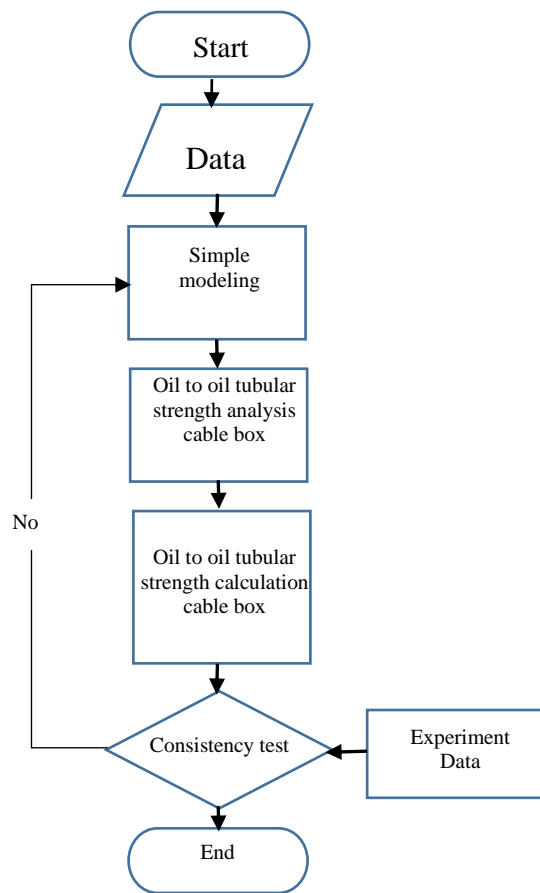 Start
Data
Simple
modeling
Oil to oil tubular
strength analysis
cable box
No
Oil to oil tubular
strength calculation
cable box
Consistency test
Experiment
Data
End